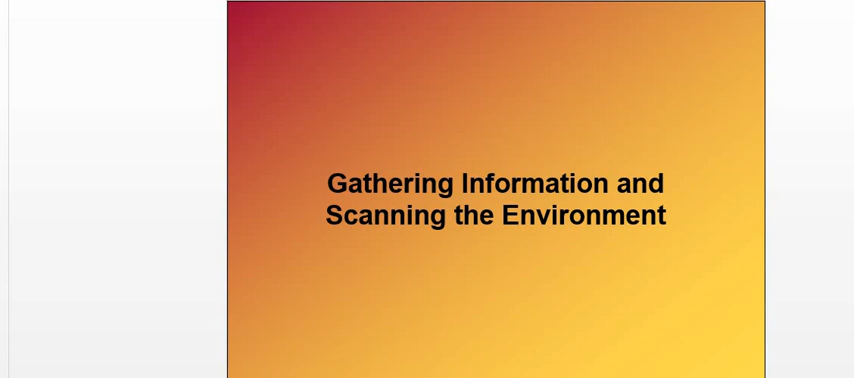 Gathering Information and
Scanning the Environment